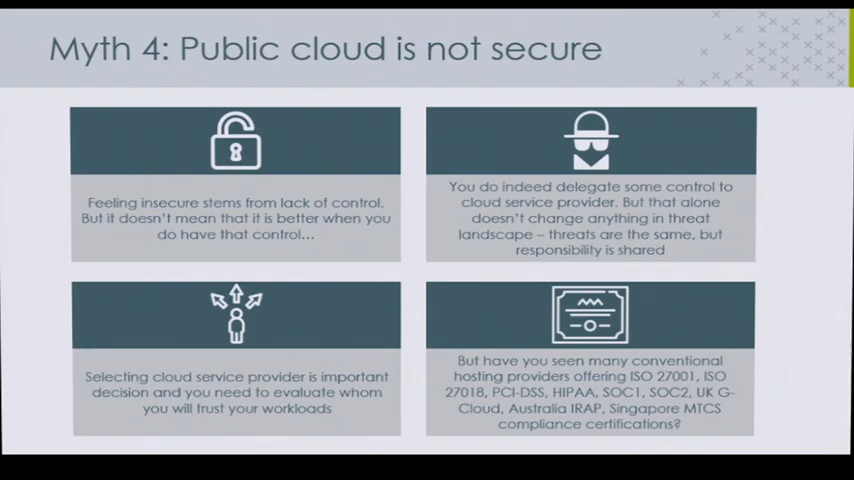 Myth 4: Public cloud is not secure
Feeling insecure stems from lack of control.
But it doesn't mean that it is better when you
do have that control...
You do indeed delegate some control to
cloud service provider. But that alone
doesn't change anything in threat
landscape – threats are the same, but
responsibility is shared
Selecting cloud service provider is important
decision and you need to evaluate whom
you will trust your workloads
But have you seen many conventional
hosting providers offering ISO 27001, ISO
27018, PCI-DSS, HIPAA, SOC1, SOC2, UK G-
Cloud, Australia IRAP, Singapore MTCS
compliance certifications?